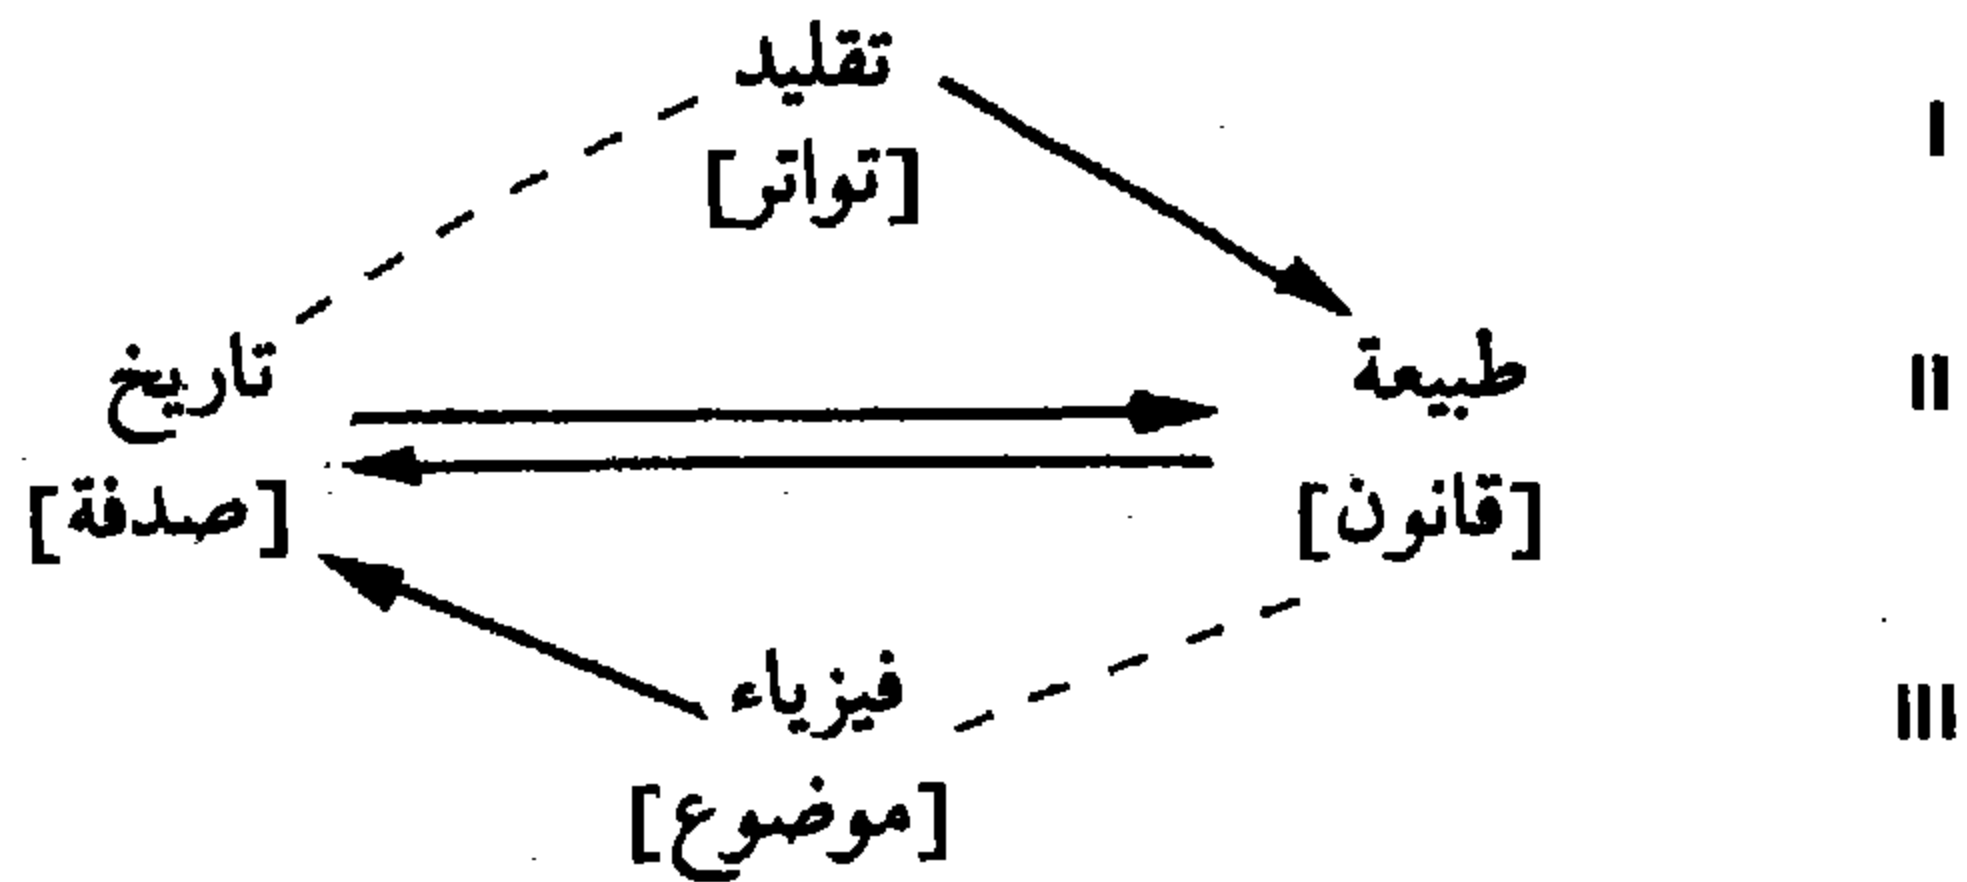 تقليد
I
[تواتر]
طبيعة
تاريخ
II
[قانون]
[صدفة]
فيزياء
III
[موضوع]